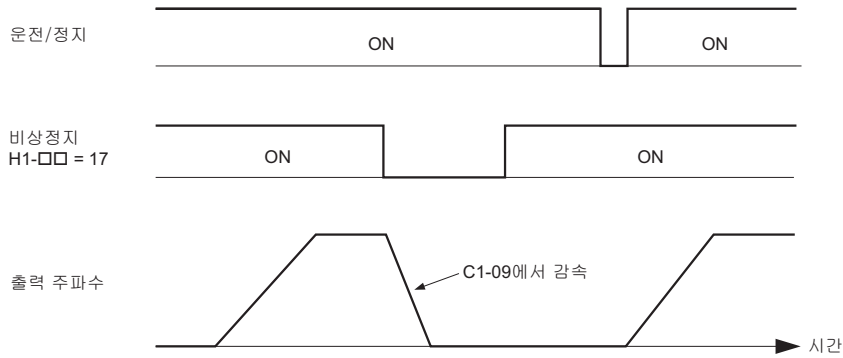 운전/정지
ON
ON
비상정지
H1-□□ = 17
ON
ON
출력 주파수
C1-09에서 감속
시간